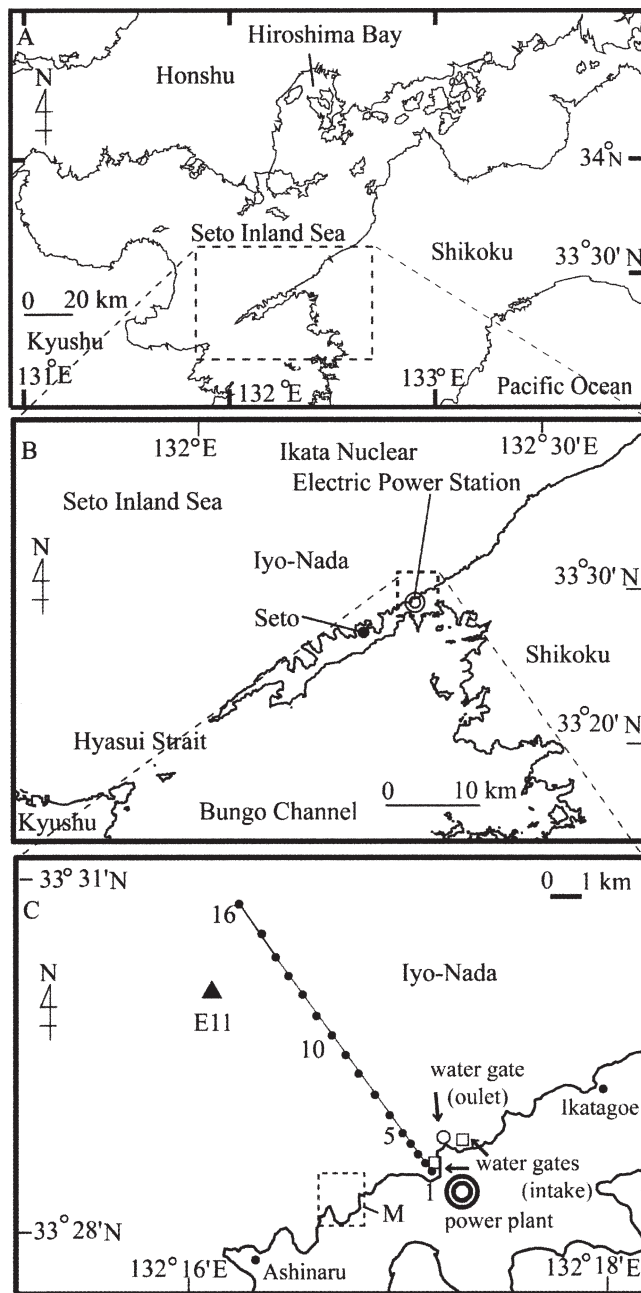 A
Hiroshima Bay
N
Honshu
34°N
Seto Inland Sea
Shikoku
33°30' N
0 20 km
Kyushu
131°E
132°E
133°E
Pacific Ocean
B
132°E
Ikata Nuclear
Electric Power Station
132°30' E
Seto Inland Sea
N
Iyo-Nada
33°30' N
Seto
Shikoku
33°20' N
Hyasui Strait
0 10 km
Bungo Channel
Kyushu
33°31'N
0 1 km
C
16
N
Iyo-Nada
E11
10
water gate
(oulet)
Ikatagoe
5
water gates
1
(intake)
M
power plant
33°28'N
132°16'E
Ashinaru
132°18'E